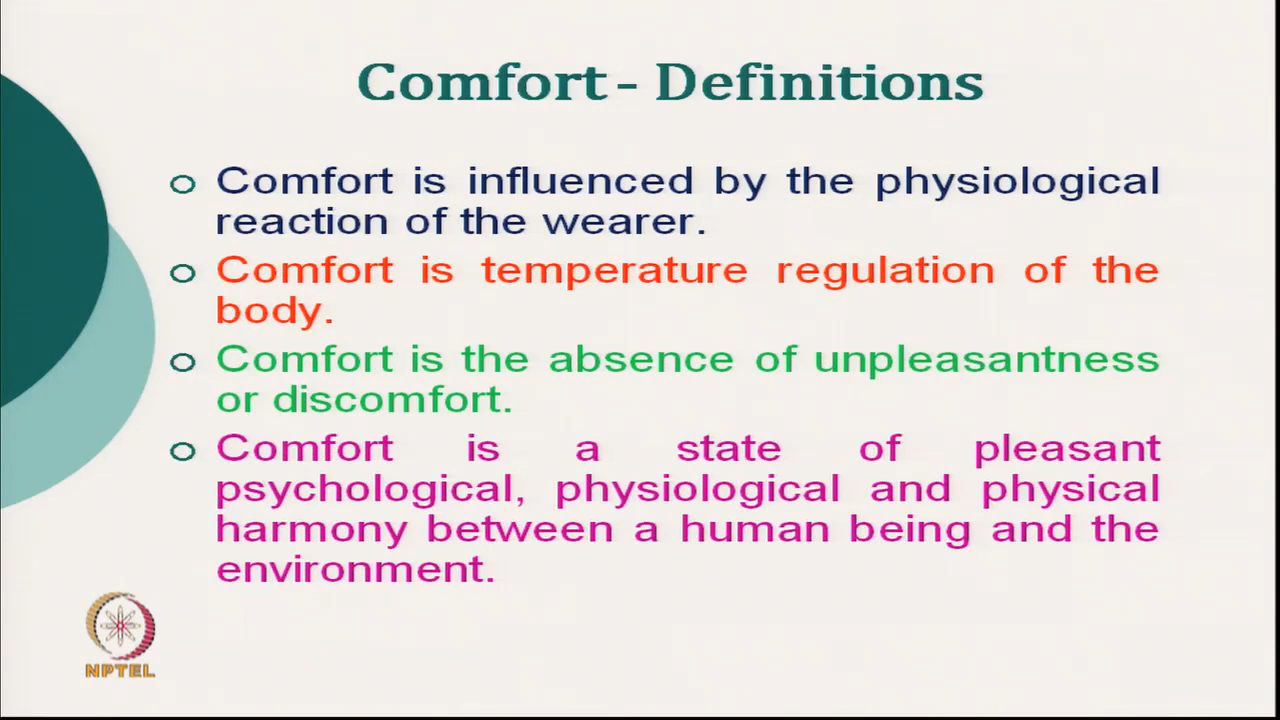 Comfort - Definitions
Comfort is influenced by the physiological
reaction of the wearer.
Comfort is temperature regulation of the
body.
Comfort is the absence of unpleasantness
or discomfort.
Comfort is a state of pleasant
psychological, physiological and physical
harmony between a human being and the
environment.
NPTEL